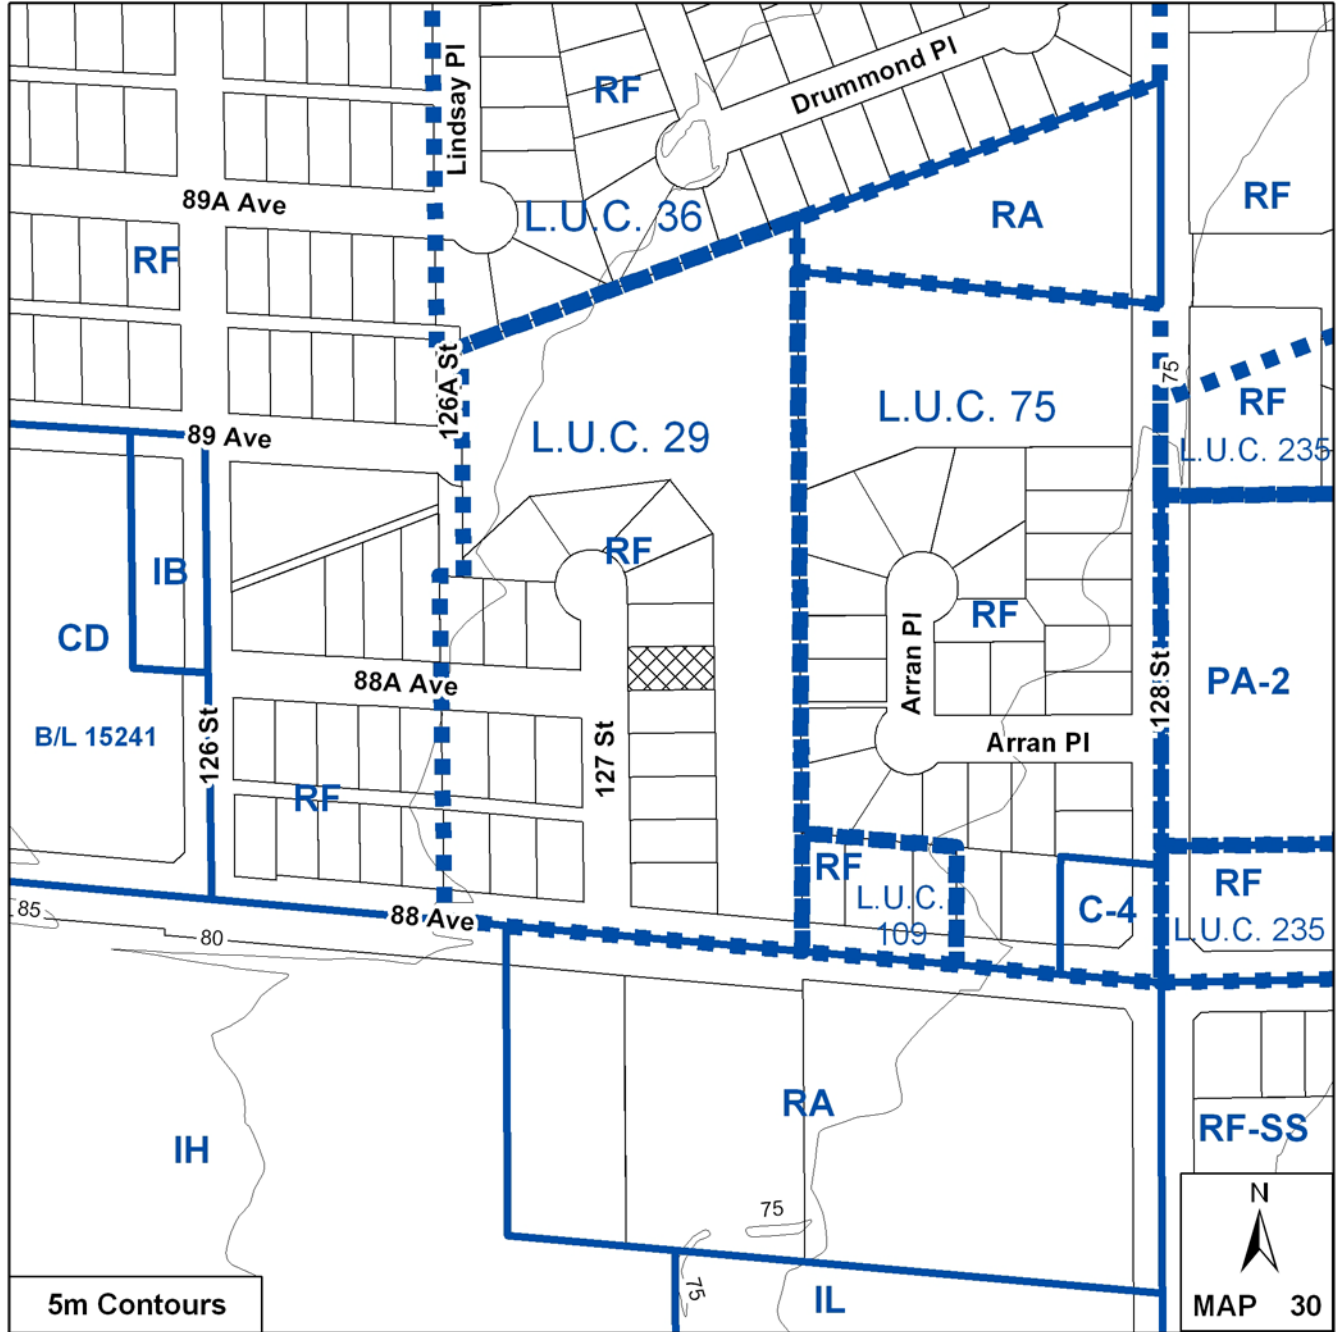 Lindsay Pl
RF
Drummond Pl
RF
89A Ave
L.U.C. 36
RA
RF
126A St
75
89 Ave
L.U.C. 29
L.U.C. 75
RF
L.U.C. 235
IB
RF
CD
RF
Arran Pl
88A Ave
128 St
PA-2
B/L 15241
126 St
127 St
Arran Pl
RF
RF
L.U.C.
109
C-4
RF
L.U.C. 235
85
80
88 Ave
RA
IH
RF-SS
N
75
75
5m Contours
IL
MAP 30